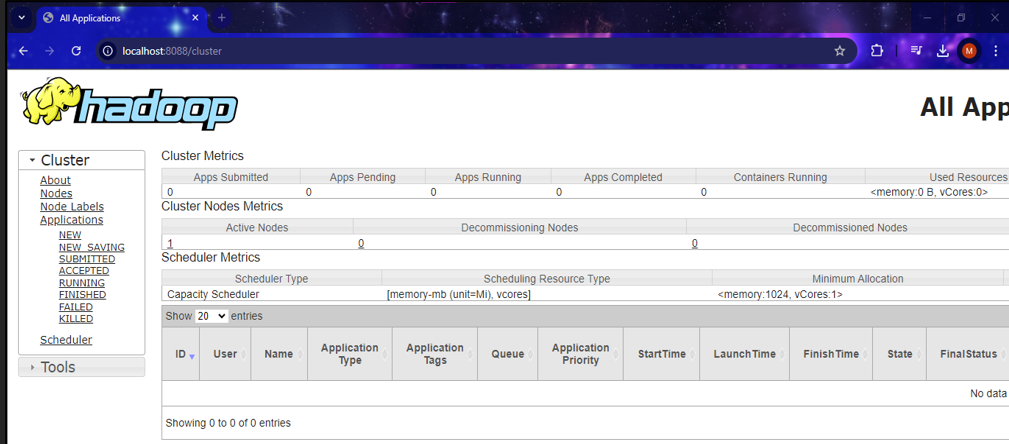 All Applications
localhost:8088/cluster
M
hadoop
All App
Cluster
About
Nodes
Node Labels
Applications
NEW
NEW_SAVING
SUBMITTED
ACCEPTED
RUNNING
FINISHED
FAILED
KILLED
Scheduler
Tools
Cluster Metrics
Apps Submitted Apps Pending Apps Running Apps Completed Containers Running Used Resources
0 0 0 0 0 <memory:0 B, vCores:0>
Cluster Nodes Metrics
Active Nodes Decommissioning Nodes Decommissioned Nodes
1 0 0
Scheduler Metrics
Scheduler Type Scheduling Resource Type Minimum Allocation
Capacity Scheduler [memory-mb (unit=Mi), vcores] <memory:1024, vCores:1>
Show 20 entries
ID User Name Application Type Application Tags Queue Application Priority StartTime LaunchTime FinishTime State FinalStatus
No data
Showing 0 to 0 of 0 entries